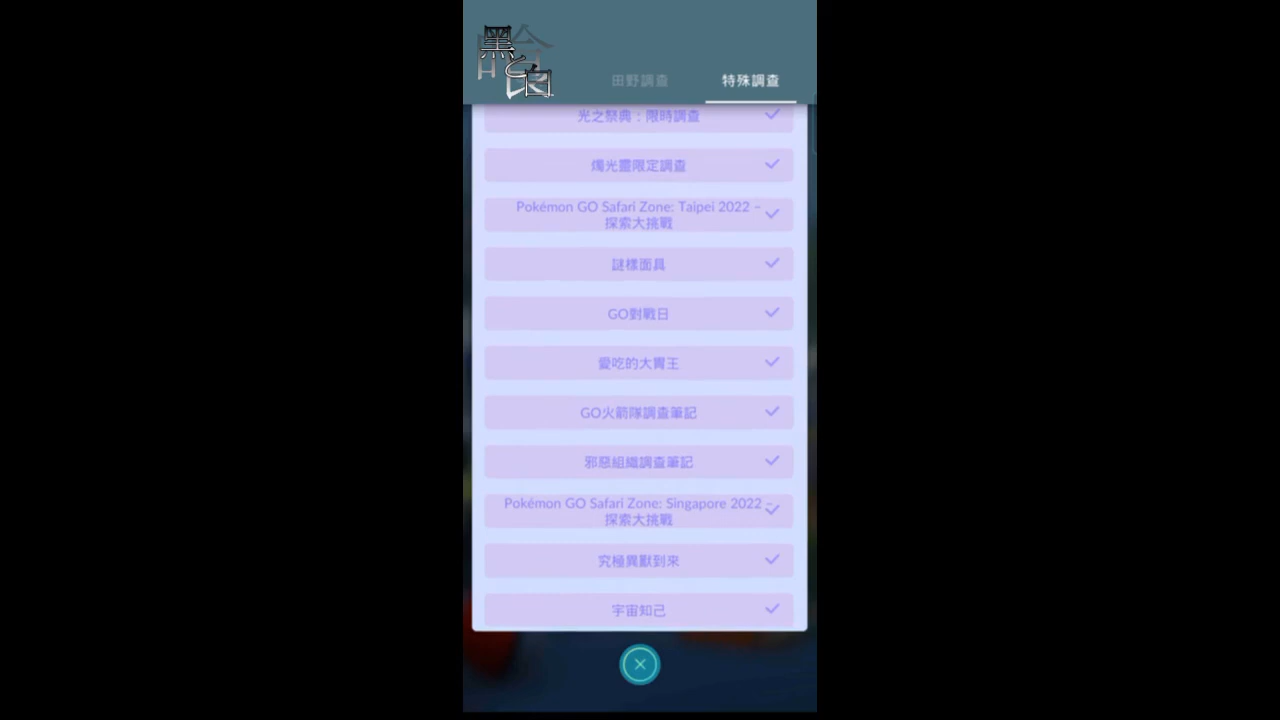 黑
白
田野調查
特殊調查
光之祭典：限時調查
燭光靈限定調查
Pokémon GO Safari Zone: Taipei 2022 –
探索大挑戰
謎樣面具
GO對戰日
愛吃的大胃王
GO火箭隊調查筆記
邪惡組織調查筆記
Pokémon GO Safari Zone: Singapore 2022 –
探索大挑戰
究極異獸到來
宇宙知己